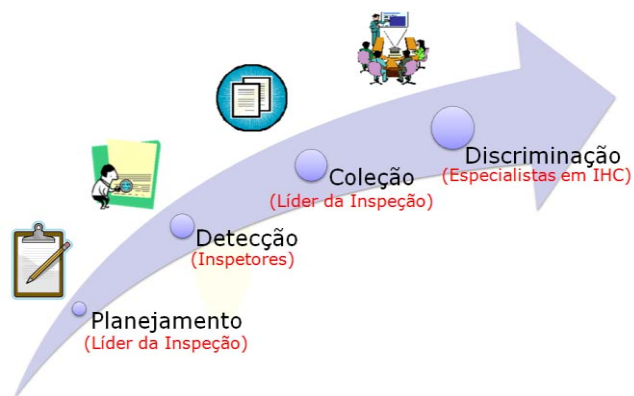 Planejamento
(Líder da Inspeção)
Detecção
(Inspetores)
Coleção
(Líder da Inspeção)
Discriminação
(Especialistas em IHC)